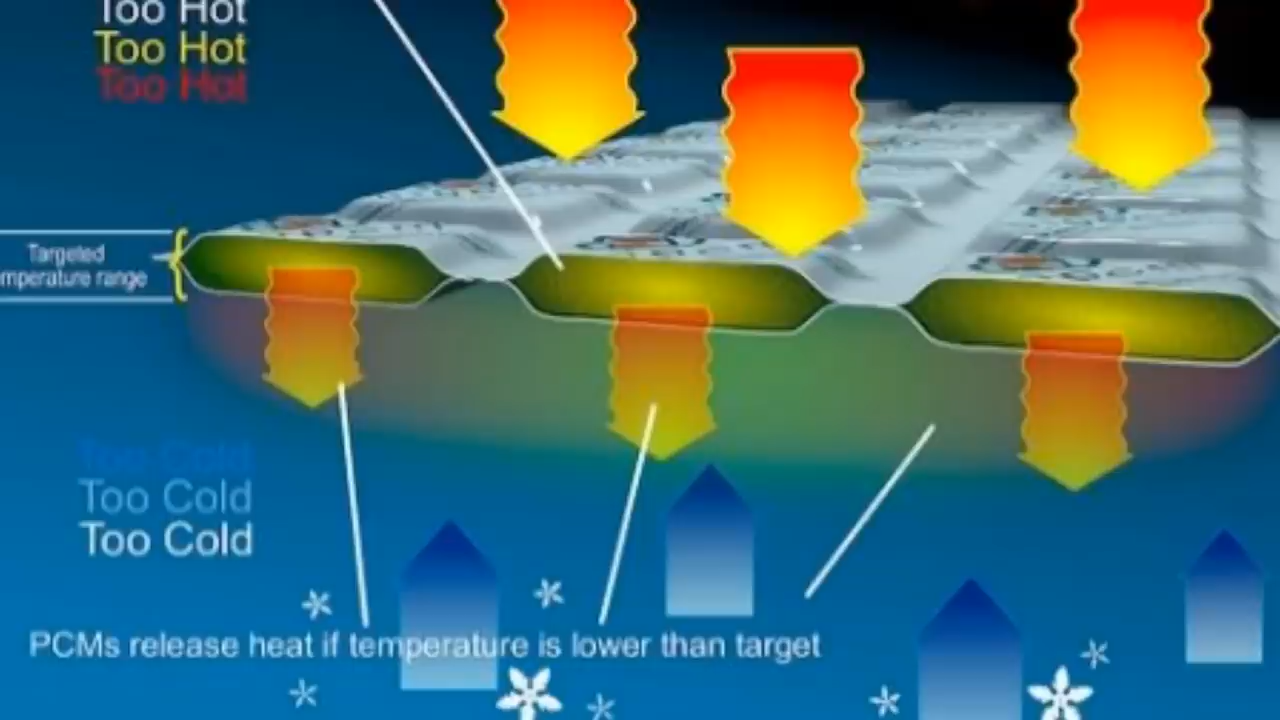 Too Hot
Too Hot
Too Hot
Targeted
mperature range
Too Cold
Too Cold
Too Cold
PCMs release heat if temperature is lower than target